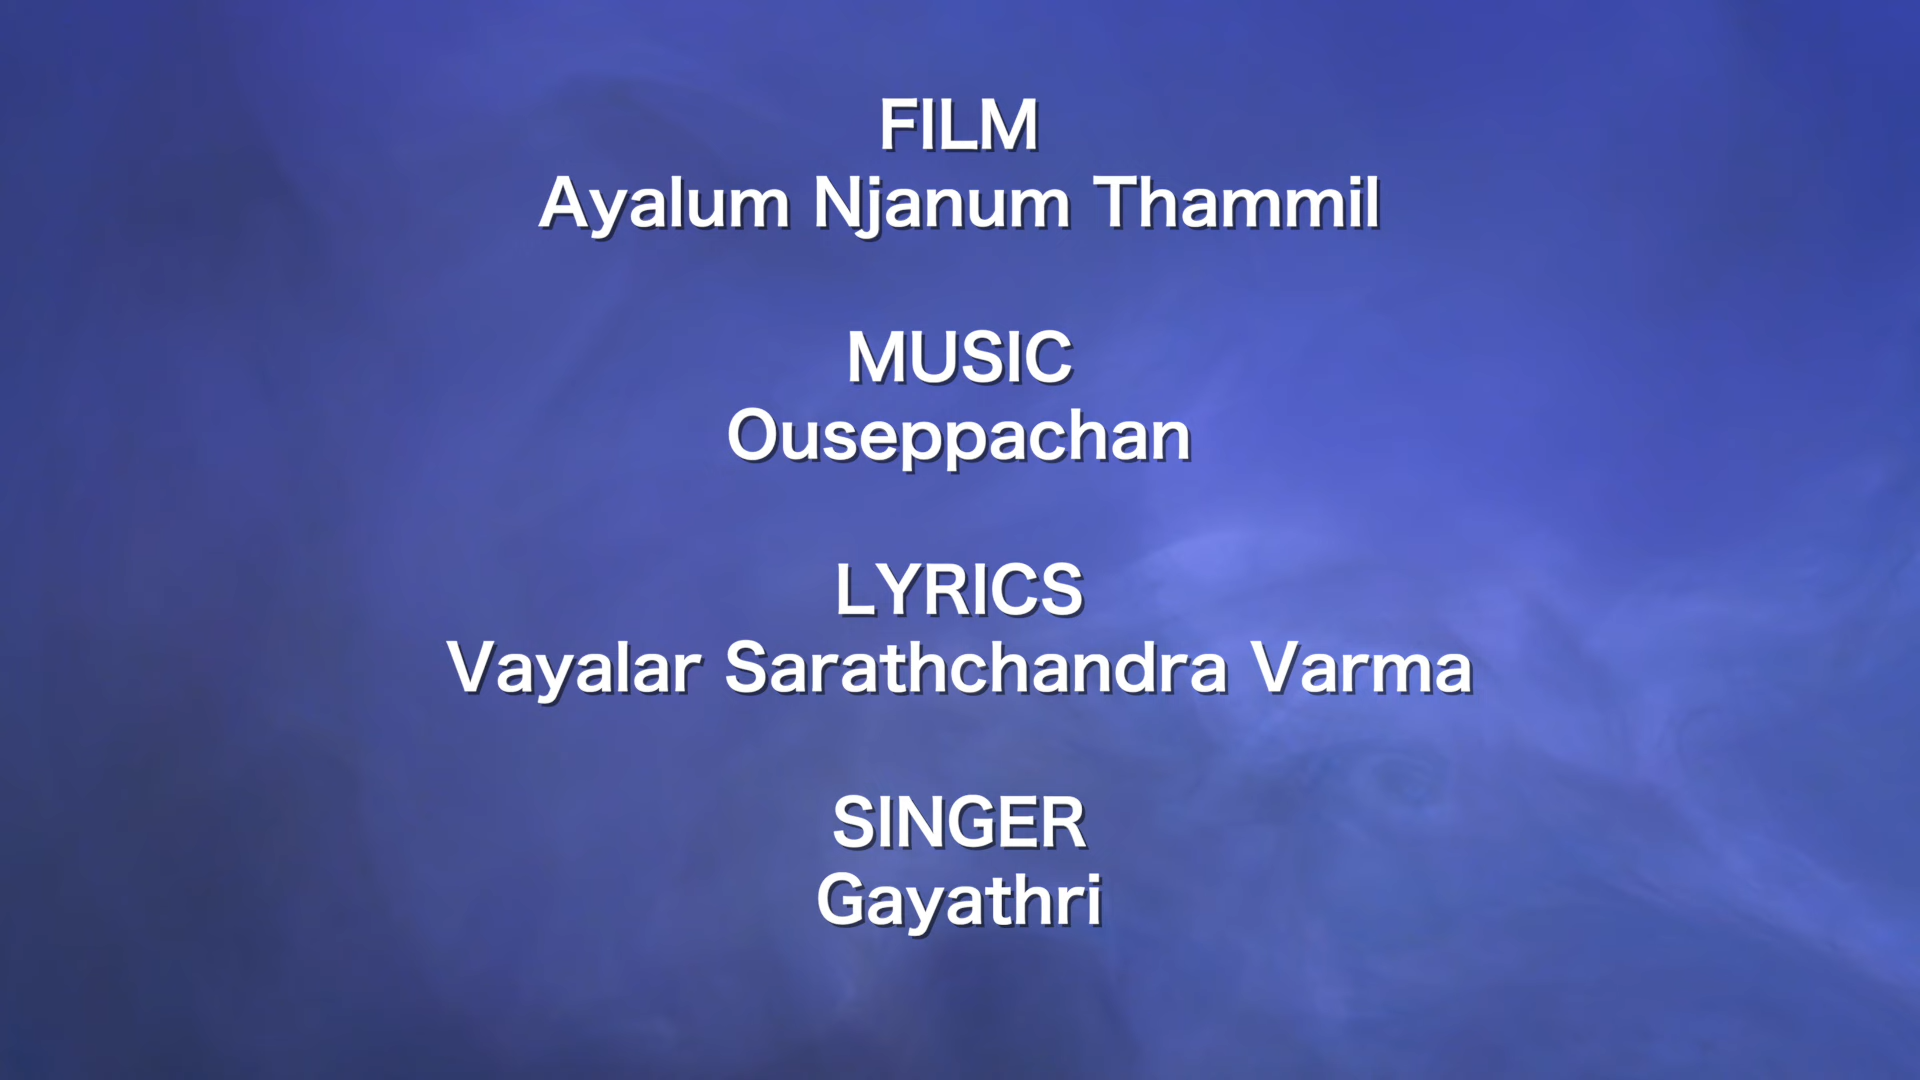 FILM
Ayalum Njanum Thammil
MUSIC
Ouseppachan
LYRICS
Vayalar Sarathchandra Varma
SINGER
Gayathri